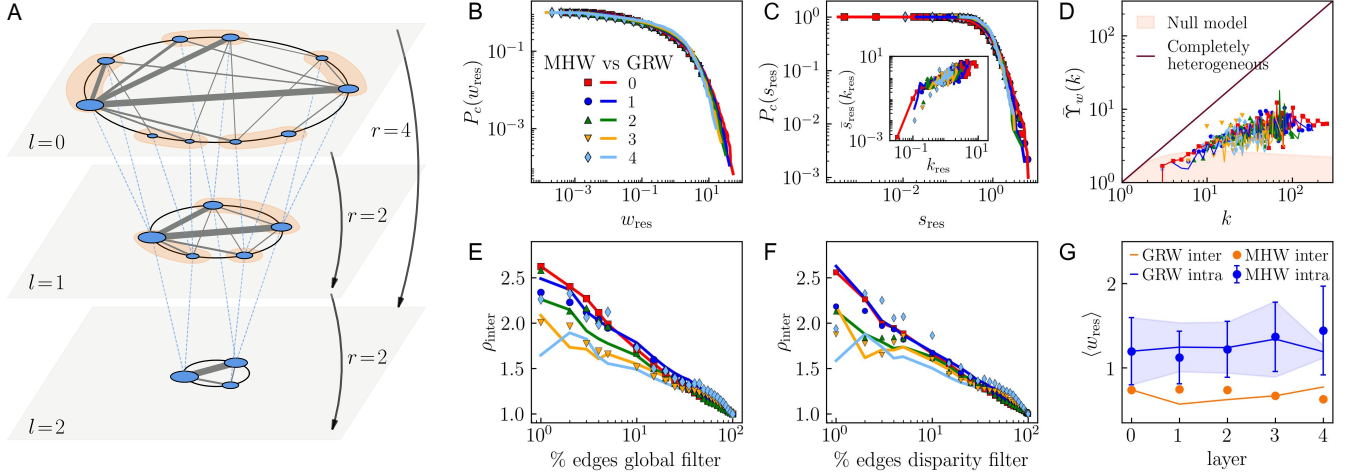 A
l=0
r=4
r=2
l=1
r=2
l=2
B
P_c(w_res)
10^{-1}
10^{-3}
MHW vs GRW
0
1
2
3
4
10^{-3}
10^{-1}
10^1
w_res
C
P_c(s_res)
10^0
10^{-1}
10^{-2}
10^{-3}
s̄_res(k_res)
10^1
10^{-3}
10^{-1}
10^1
k_res
10^{-2}
10^0
s_res
D
Ῡ_w(k)
10^2
10^1
10^0
Null model
Completely
heterogeneous
10^0
10^1
10^2
k
E
ρ_inter
2.5
2.0
1.5
1.0
10^0
10^1
10^2
% edges global filter
F
ρ_inter
2.5
2.0
1.5
1.0
10^0
10^1
10^2
% edges disparity filter
G
GRW inter
MHW inter
GRW intra
MHW intra
⟨w_res⟩
2
1
0
1
2
3
4
layer